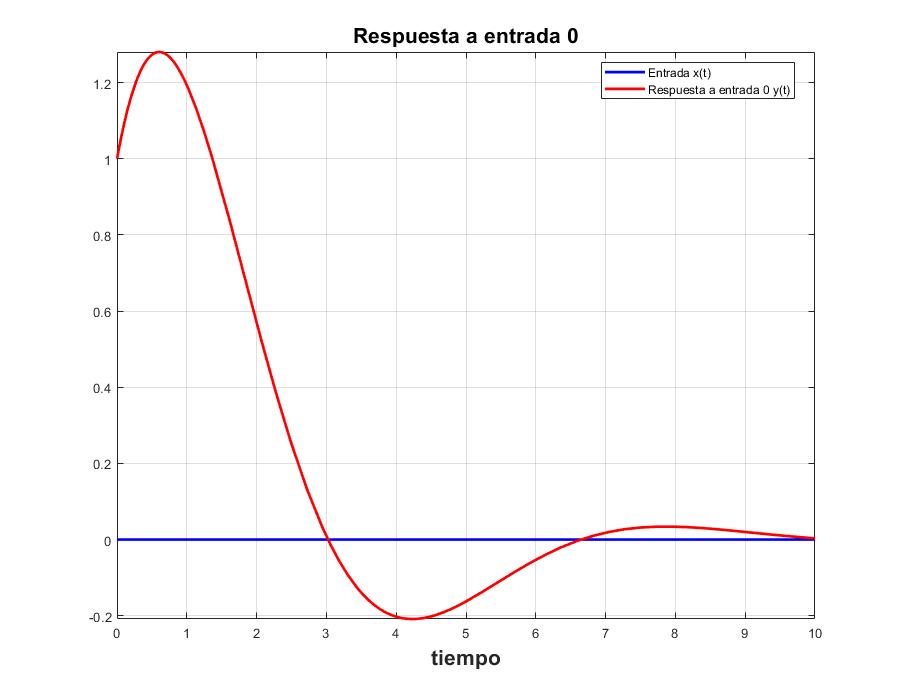 Respuesta a entrada 0
Entrada x(t)
Respuesta a entrada 0 y(t)
1.2
1
0.8
0.6
0.4
0.2
0
-0.2
0 1 2 3 4 5 6 7 8 9 10
tiempo